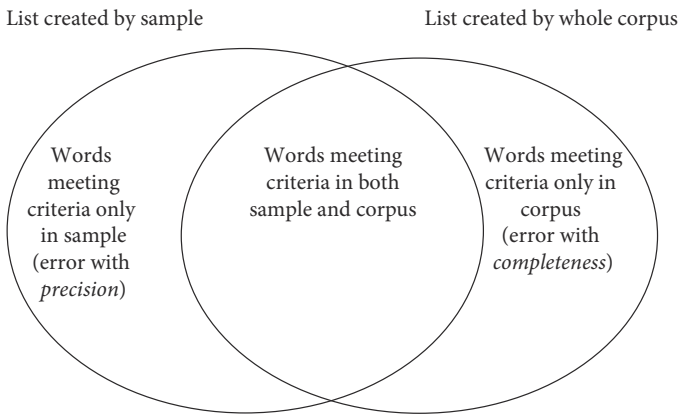 List created by sample
List created by whole corpus
Words
meeting
criteria only
in sample
(error with
precision)
Words meeting
criteria in both
sample and corpus
Words meeting
criteria only in
corpus
(error with
completeness)